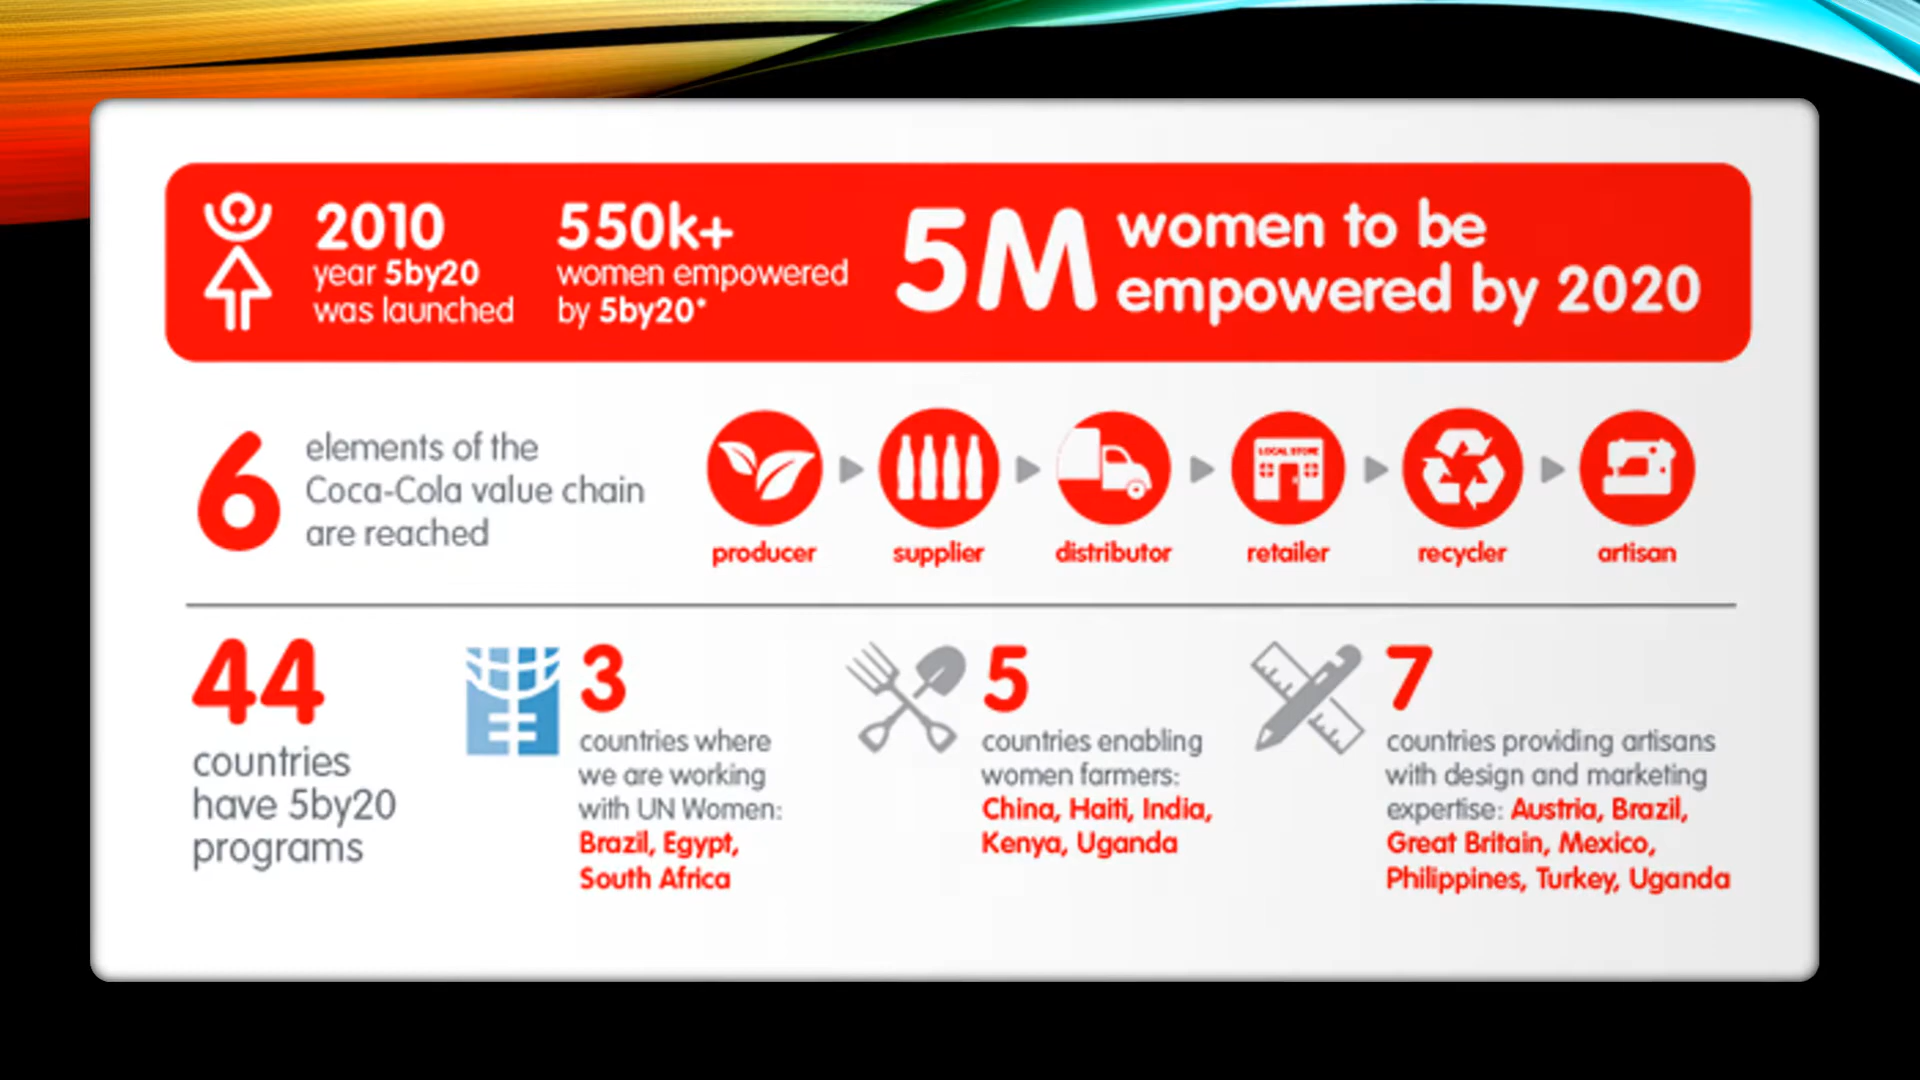 2010
year 5by20
was launched
550k+
women empowered
by 5by20*
5M
women to be
empowered by 2020
6
elements of the
Coca-Cola value chain
are reached
producer
supplier
distributor
LOCAL STORE
retailer
recycler
artisan
44
countries
have 5by20
programs
3
countries where
we are working
with UN Women:
Brazil, Egypt,
South Africa
5
countries enabling
women farmers:
China, Haiti, India,
Kenya, Uganda
7
countries providing artisans
with design and marketing
expertise: Austria, Brazil,
Great Britain, Mexico,
Philippines, Turkey, Uganda